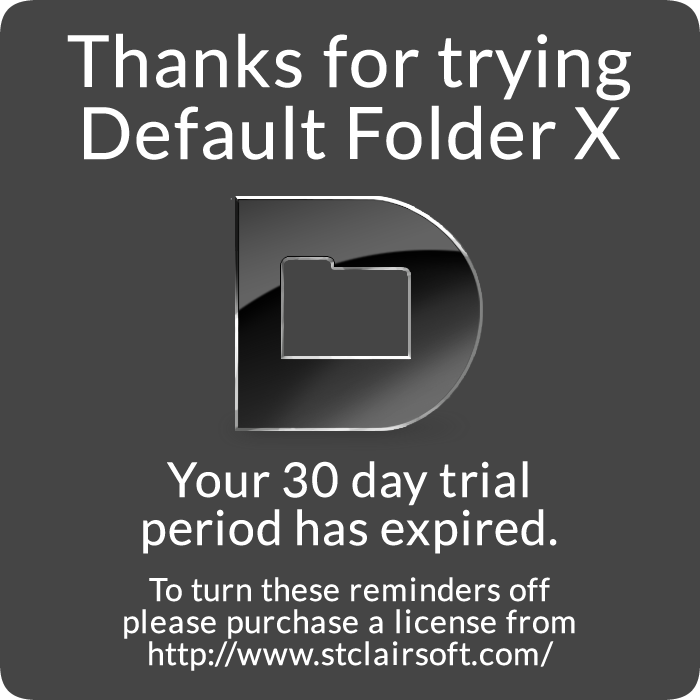 Thanks for trying
Default Folder X
Your 30 day trial
period has expired.
To turn these reminders off
please purchase a license from
http://www.stclairsoft.com/